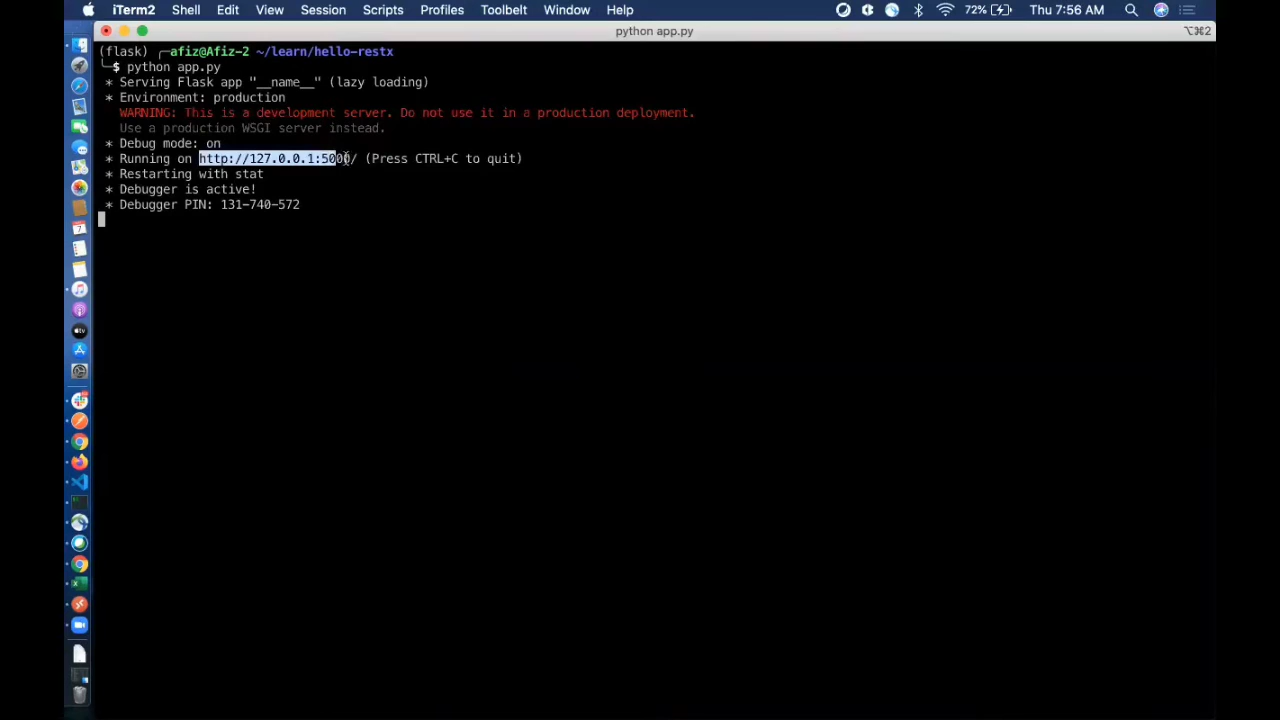 iTerm2 Shell Edit View Session Scripts Profiles Toolbelt Window Help 72% Thu 7:56 AM
python app.py ⌥⌘2
(flask) ╭─afiz@Afiz-2 ~/learn/hello-restx
╰─$ python app.py
* Serving Flask app "__name__" (lazy loading)
* Environment: production
WARNING: This is a development server. Do not use it in a production deployment.
Use a production WSGI server instead.
* Debug mode: on
* Running on http://127.0.0.1:5000/ (Press CTRL+C to quit)
* Restarting with stat
* Debugger is active!
* Debugger PIN: 131-740-572